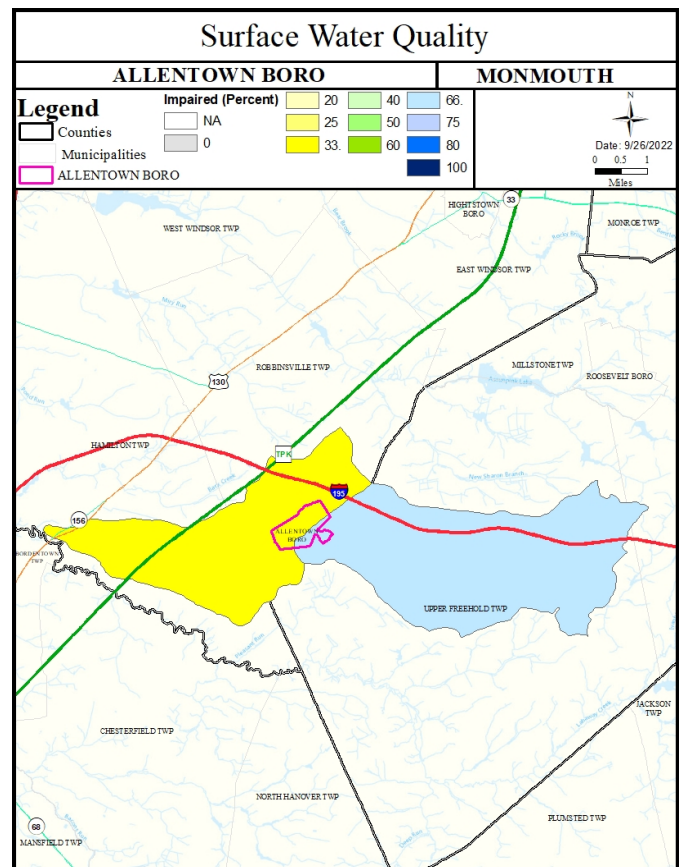 Surface Water Quality
ALLENTOWN BORO
MONMOUTH
Legend
Counties
Municipalities
ALLENTOWN BORO
Impaired (Percent)
NA
0
20
25
33.
40
50
60
66.
75
80
100
N
Date: 9/26/2022
0 0.5 1
Miles
33
HIGHTSTOWN
BORO
MONROE TWP
WEST WINDSOR TWP
EAST WINDSOR TWP
ROBBINSVILLE TWP
MILLSTONE TWP
ROOSEVELT BORO
130
HAMILTON TWP
TPK
New Sharon Branch
195
156
ALLENTOWN
BORO
BORDENTOWN
TWP
UPPER FREEHOLD TWP
JACKSON
TWP
CHESTERFIELD TWP
NORTH HANOVER TWP
PLUMSTED TWP
68
MANSFIELD TWP